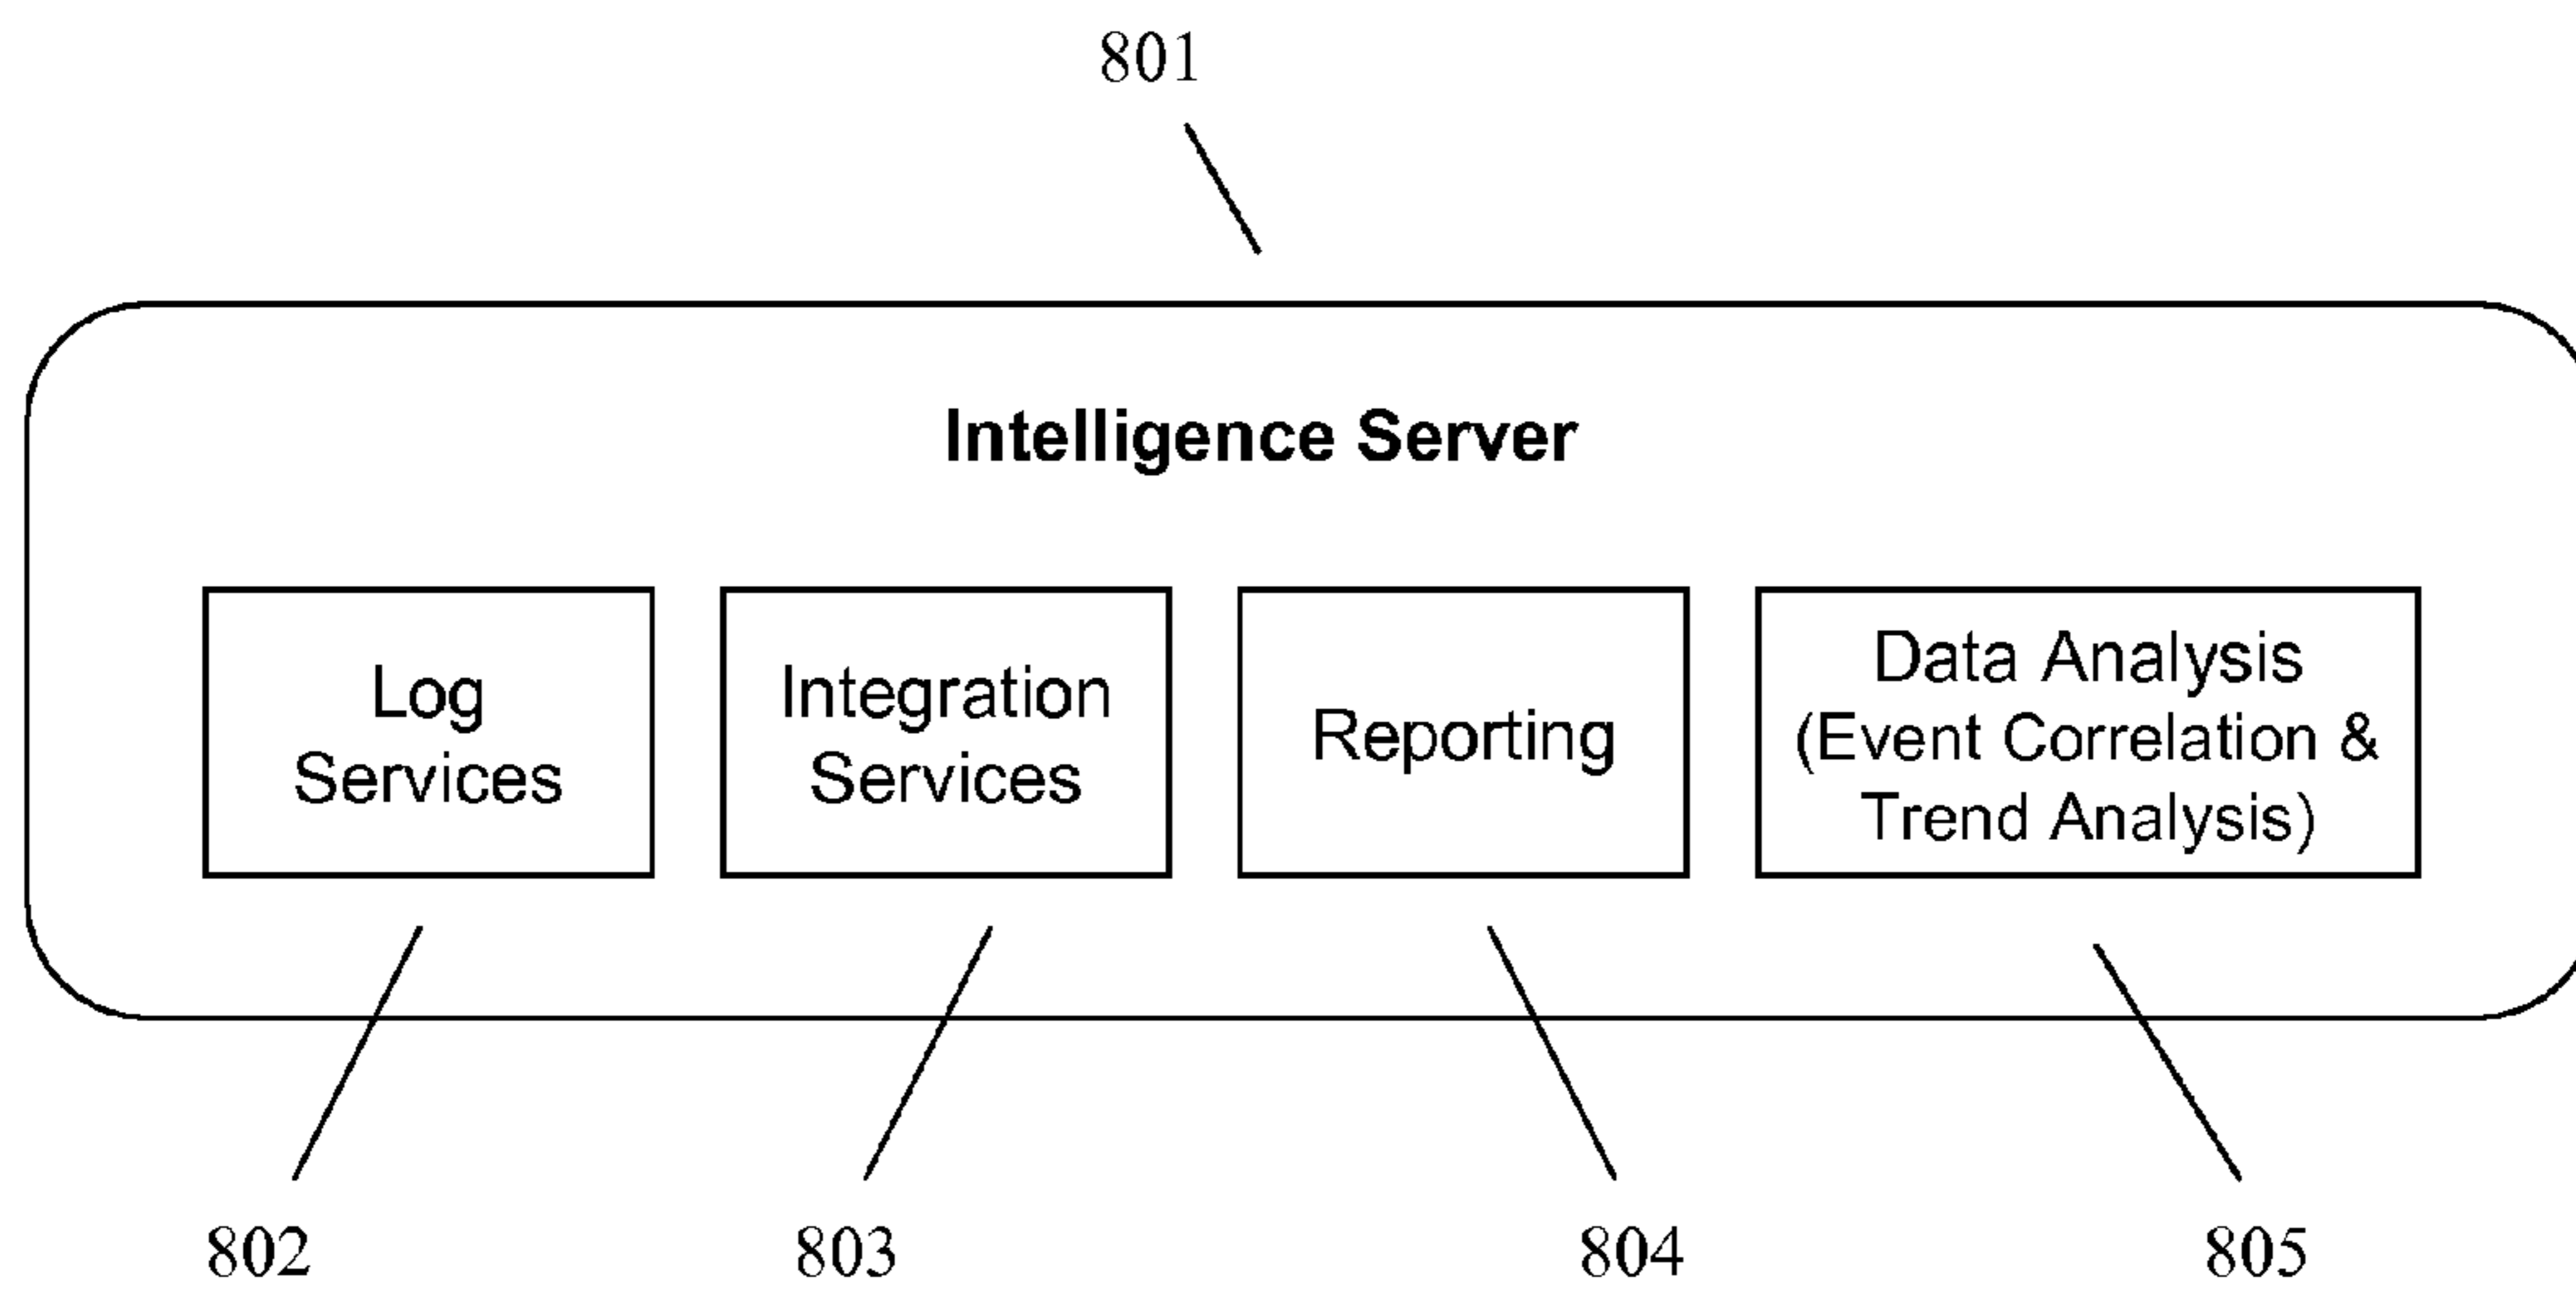 801
Intelligence Server
Log
Services
Integration
Services
Reporting
Data Analysis
(Event Correlation &
Trend Analysis)
802
803
804
805